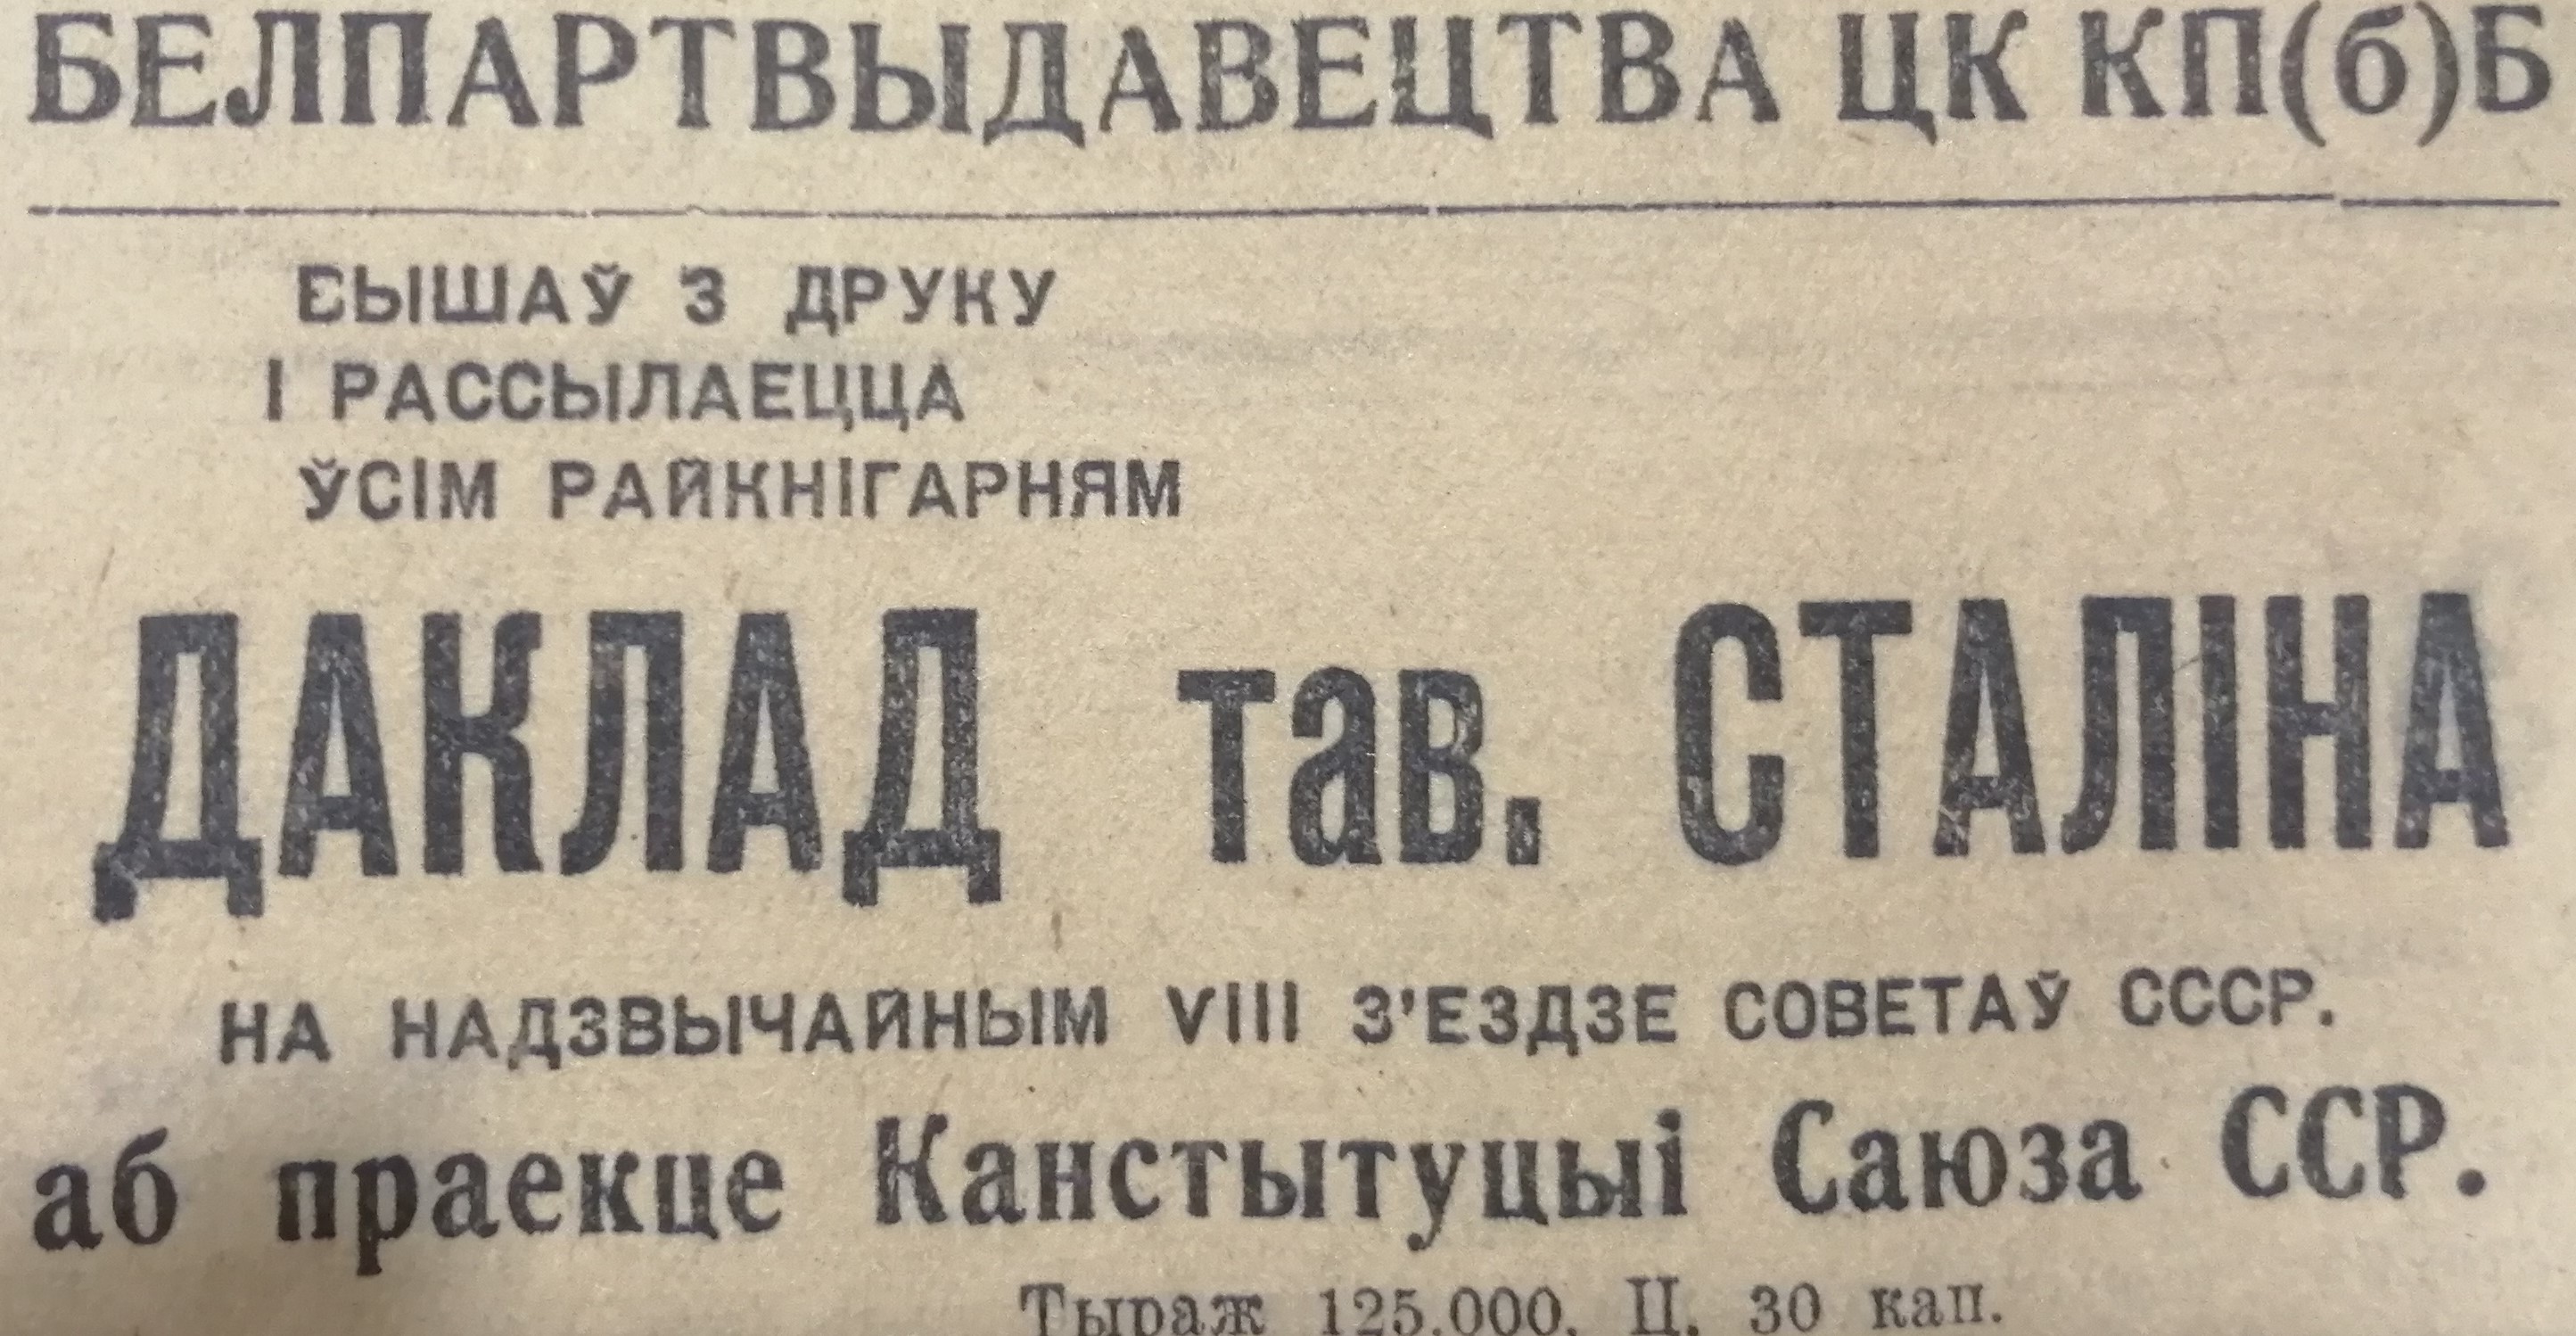 БЕЛПАРТВЫДАВЕЦТВА ЦК КП(б)Б
ВЫШАЎ З ДРУКУ
І РАССЫЛАЕЦЦА
ЎСІМ РАЙКНІГАРНЯМ
ДАКЛАД тав. СТАЛІНА
НА НАДЗВЫЧАЙНЫМ VIII З'ЕЗДЗЕ СОВЕТАЎ СССР.
аб праекце Канстытуцыі Саюза ССР.
Тыраж 125.000. Ц. 30 кап.